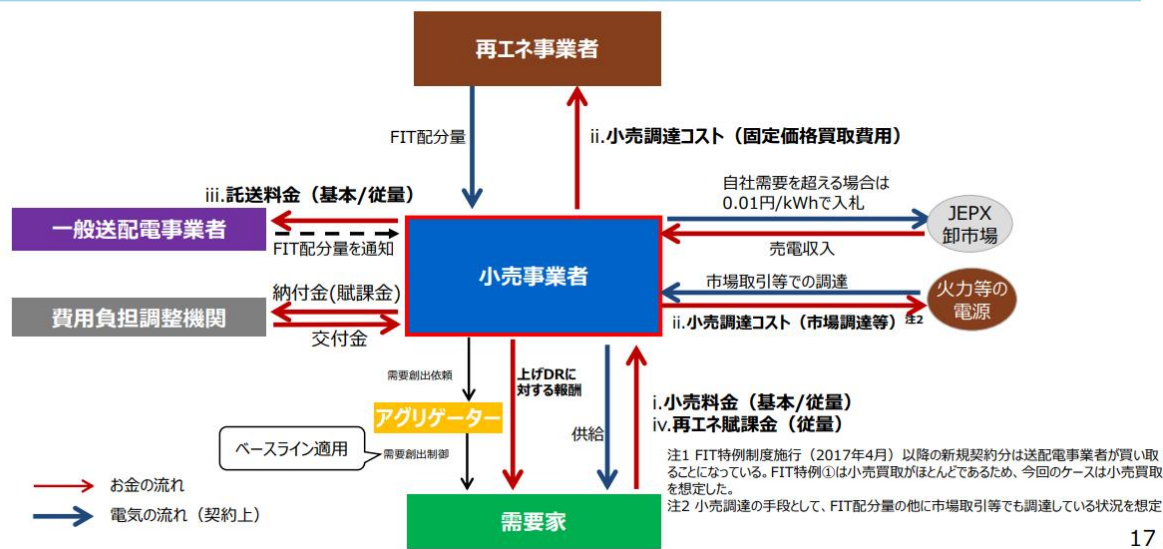 再エネ事業者
FIT配分量
ii.小売調達コスト（固定価格買取費用）
iii.託送料金（基本/従量）
一般送配電事業者
FIT配分量を通知
自社需要を超える場合は
0.01円/kWhで入札
JEPX
卸市場
売電収入
小売事業者
市場取引等での調達
火力等の
電源
ii.小売調達コスト（市場調達等）注2
納付金(賦課金)
費用負担調整機関
交付金
需要創出依頼
上げDRに
対する報酬
アグリゲーター
i.小売料金（基本/従量）
iv.再エネ賦課金（従量）
供給
ベースライン適用
需要創出制御
注1 FIT特例制度施行（2017年4月）以降の新規契約分は送配電事業者が買い取
ることになっている。FIT特例①は小売買取がほとんどであるため、今回のケースは小売買取
を想定した。
注2 小売調達の手段として、FIT配分量の他に市場取引等でも調達している状況を想定
お金の流れ
電気の流れ（契約上）
需要家
17